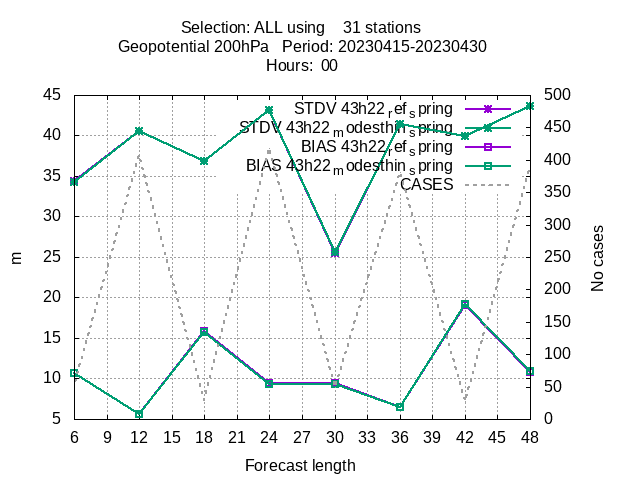 Selection: ALL using 31 stations
Geopotential 200hPa Period: 20230415-20230430
Hours: 00
STDV 43h22_ref_spring
STDV 43h22_modesthin_spring
BIAS 43h22_ref_spring
BIAS 43h22_modesthin_spring
CASES
45
40
35
30
25
20
15
10
5
500
450
400
350
300
250
200
150
100
50
0
m
No cases
6 9 12 15 18 21 24 27 30 33 36 39 42 45 48
Forecast length